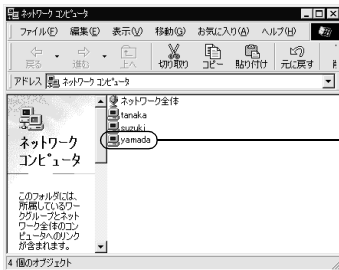 ネットワーク コンピュータ
ファイル(F) 編集(E) 表示(V) 移動(G) お気に入り(A) ヘルプ(H)
戻る 進む 上へ 切り取り コピー 貼り付け 元に戻す
アドレス ネットワーク コンピュータ
ネットワーク全体
tanaka
suzuki
yamada
ネットワーク
コンピュータ
このフォルダには、
所属しているワー
クグループとネット
ワーク全体のコン
ピュータへのリンク
が含まれます。
4 個のオブジェクト